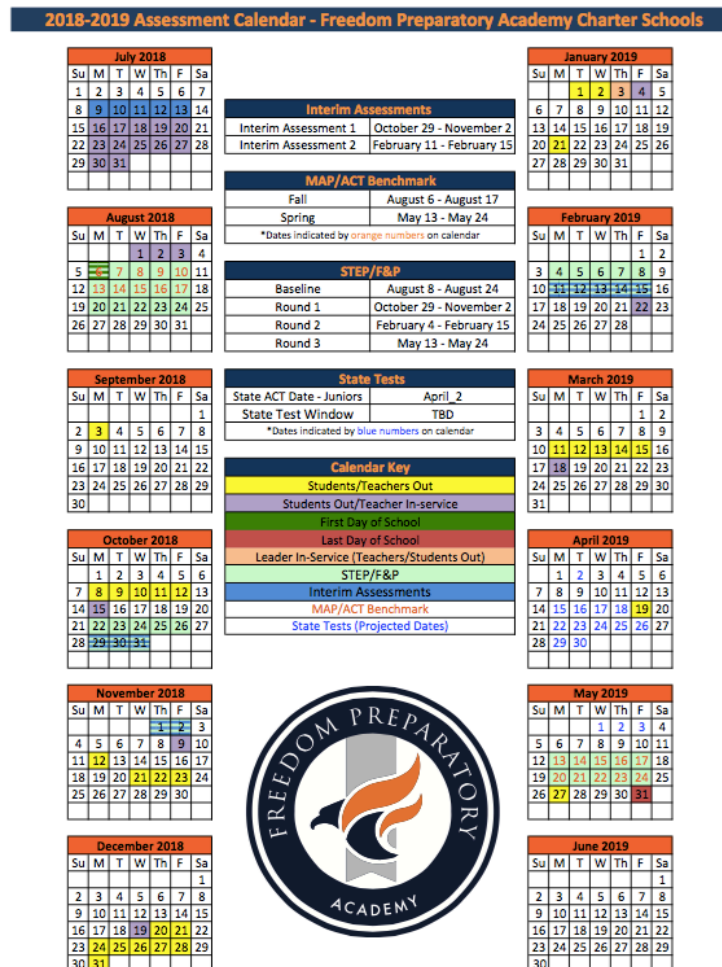 2018-2019 Assessment Calendar - Freedom Preparatory Academy Charter Schools
July 2018
Su M T W Th F Sa
1 2 3 4 5 6 7
8 9 10 11 12 13 14
15 16 17 18 19 20 21
22 23 24 25 26 27 28
29 30 31
August 2018
Su M T W Th F Sa
1 2 3 4
5 6 7 8 9 10 11
12 13 14 15 16 17 18
19 20 21 22 23 24 25
26 27 28 29 30 31
September 2018
Su M T W Th F Sa
1
2 3 4 5 6 7 8
9 10 11 12 13 14 15
16 17 18 19 20 21 22
23 24 25 26 27 28 29
30
October 2018
Su M T W Th F Sa
1 2 3 4 5 6
7 8 9 10 11 12 13
14 15 16 17 18 19 20
21 22 23 24 25 26 27
28 29 30 31
November 2018
Su M T W Th F Sa
1 2 3
4 5 6 7 8 9 10
11 12 13 14 15 16 17
18 19 20 21 22 23 24
25 26 27 28 29 30
December 2018
Su M T W Th F Sa
1
2 3 4 5 6 7 8
9 10 11 12 13 14 15
16 17 18 19 20 21 22
23 24 25 26 27 28 29
30 31
Interim Assessments
Interim Assessment 1 October 29 - November 2
Interim Assessment 2 February 11 - February 15
MAP/ACT Benchmark
Fall August 6 - August 17
Spring May 13 - May 24
*Dates indicated by orange numbers on calendar
STEP/F&P
Baseline August 8 - August 24
Round 1 October 29 - November 2
Round 2 February 4 - February 15
Round 3 May 13 - May 24
State Tests
State ACT Date - Juniors April_2
State Test Window TBD
*Dates indicated by blue numbers on calendar
Calendar Key
Students/Teachers Out
Students Out/Teacher In-service
First Day of School
Last Day of School
Leader In-Service (Teachers/Students Out)
STEP/F&P
Interim Assessments
MAP/ACT Benchmark
State Tests (Projected Dates)
FREEDOM PREPARATORY
ACADEMY
January 2019
Su M T W Th F Sa
1 2 3 4 5
6 7 8 9 10 11 12
13 14 15 16 17 18 19
20 21 22 23 24 25 26
27 28 29 30 31
February 2019
Su M T W Th F Sa
1 2
3 4 5 6 7 8 9
10 11 12 13 14 15 16
17 18 19 20 21 22 23
24 25 26 27 28
March 2019
Su M T W Th F Sa
1 2
3 4 5 6 7 8 9
10 11 12 13 14 15 16
17 18 19 20 21 22 23
24 25 26 27 28 29 30
31
April 2019
Su M T W Th F Sa
1 2 3 4 5 6
7 8 9 10 11 12 13
14 15 16 17 18 19 20
21 22 23 24 25 26 27
28 29 30
May 2019
Su M T W Th F Sa
1 2 3 4
5 6 7 8 9 10 11
12 13 14 15 16 17 18
19 20 21 22 23 24 25
26 27 28 29 30 31
June 2019
Su M T W Th F Sa
1
2 3 4 5 6 7 8
9 10 11 12 13 14 15
16 17 18 19 20 21 22
23 24 25 26 27 28 29
30